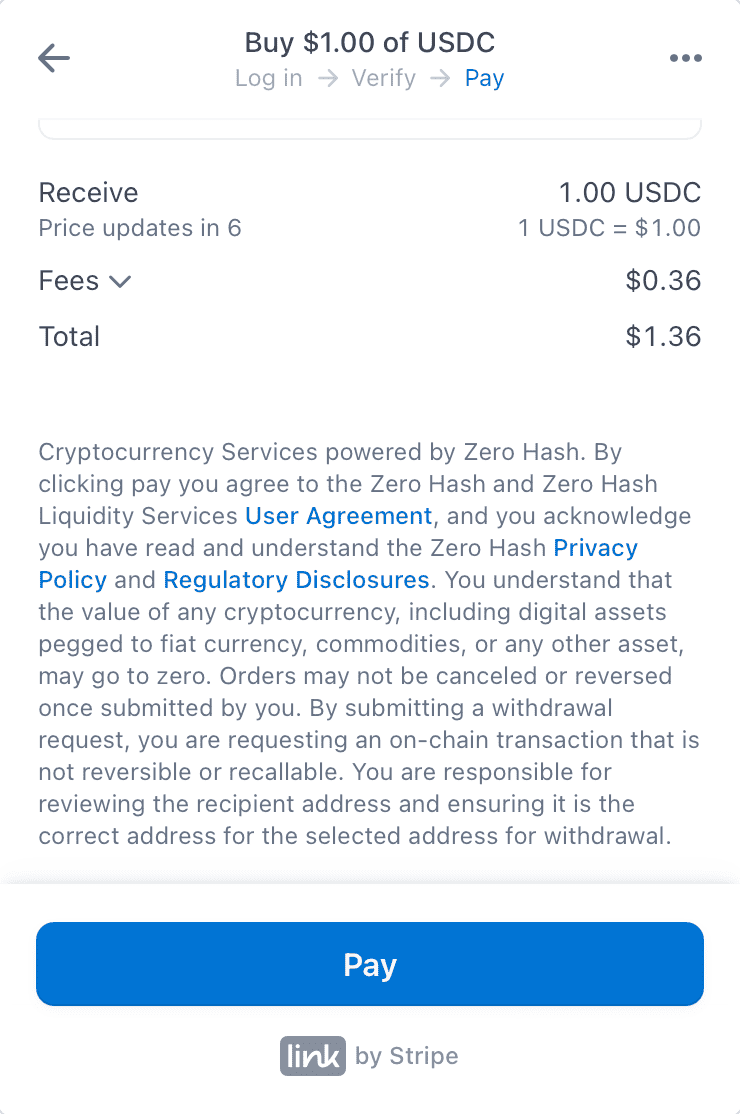 Buy $1.00 of USDC
Log in → Verify → Pay
Receive 1.00 USDC
Price updates in 6 1 USDC = $1.00
Fees $0.36
Total $1.36
Cryptocurrency Services powered by Zero Hash. By
clicking pay you agree to the Zero Hash and Zero Hash
Liquidity Services User Agreement, and you acknowledge
you have read and understand the Zero Hash Privacy
Policy and Regulatory Disclosures. You understand that
the value of any cryptocurrency, including digital assets
pegged to fiat currency, commodities, or any other asset,
may go to zero. Orders may not be canceled or reversed
once submitted by you. By submitting a withdrawal
request, you are requesting an on-chain transaction that is
not reversible or recallable. You are responsible for
reviewing the recipient address and ensuring it is the
correct address for the selected address for withdrawal.
Pay
link by Stripe